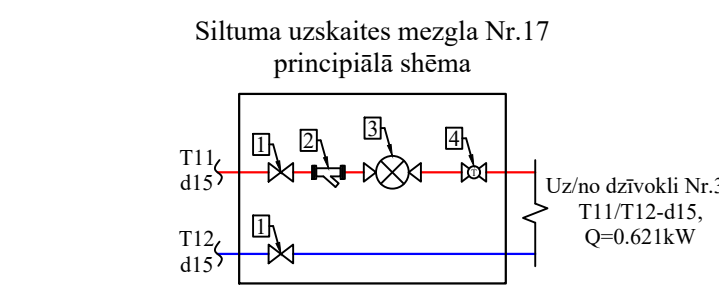 Siltuma uzskaites mezgla Nr.17
principiālā shēma
1
2
3
4
T11
d15
T
Uz/no dzīvokli Nr.3
T11/T12-d15,
Q=0.621kW
1
T12
d15